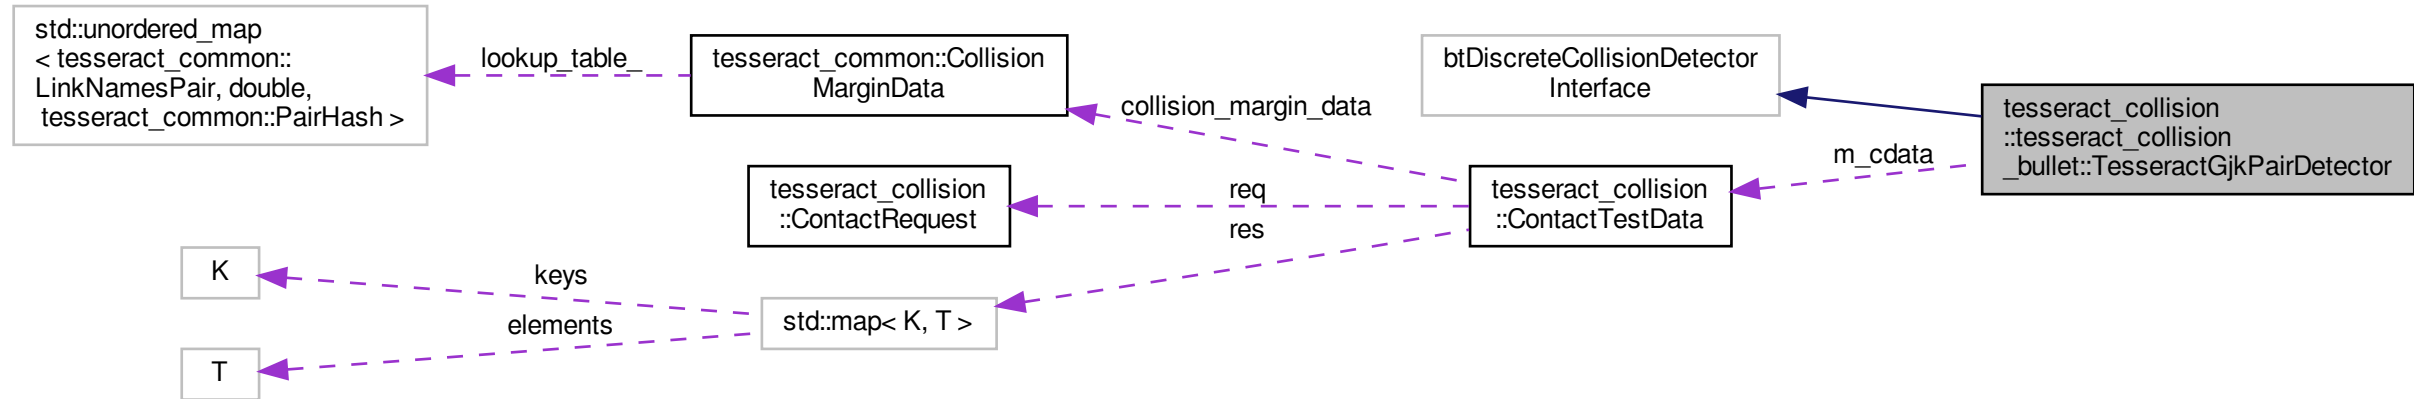 std::unordered_map
< tesseract_common::
LinkNamesPair, double,
tesseract_common::PairHash >
lookup_table_
tesseract_common::Collision
MarginData
collision_margin_data
btDiscreteCollisionDetector
Interface
tesseract_collision
::tesseract_collision
_bullet::TesseractGjkPairDetector
m_cdata
tesseract_collision
::ContactRequest
req
res
tesseract_collision
::ContactTestData
K
keys
elements
std::map< K, T >
T